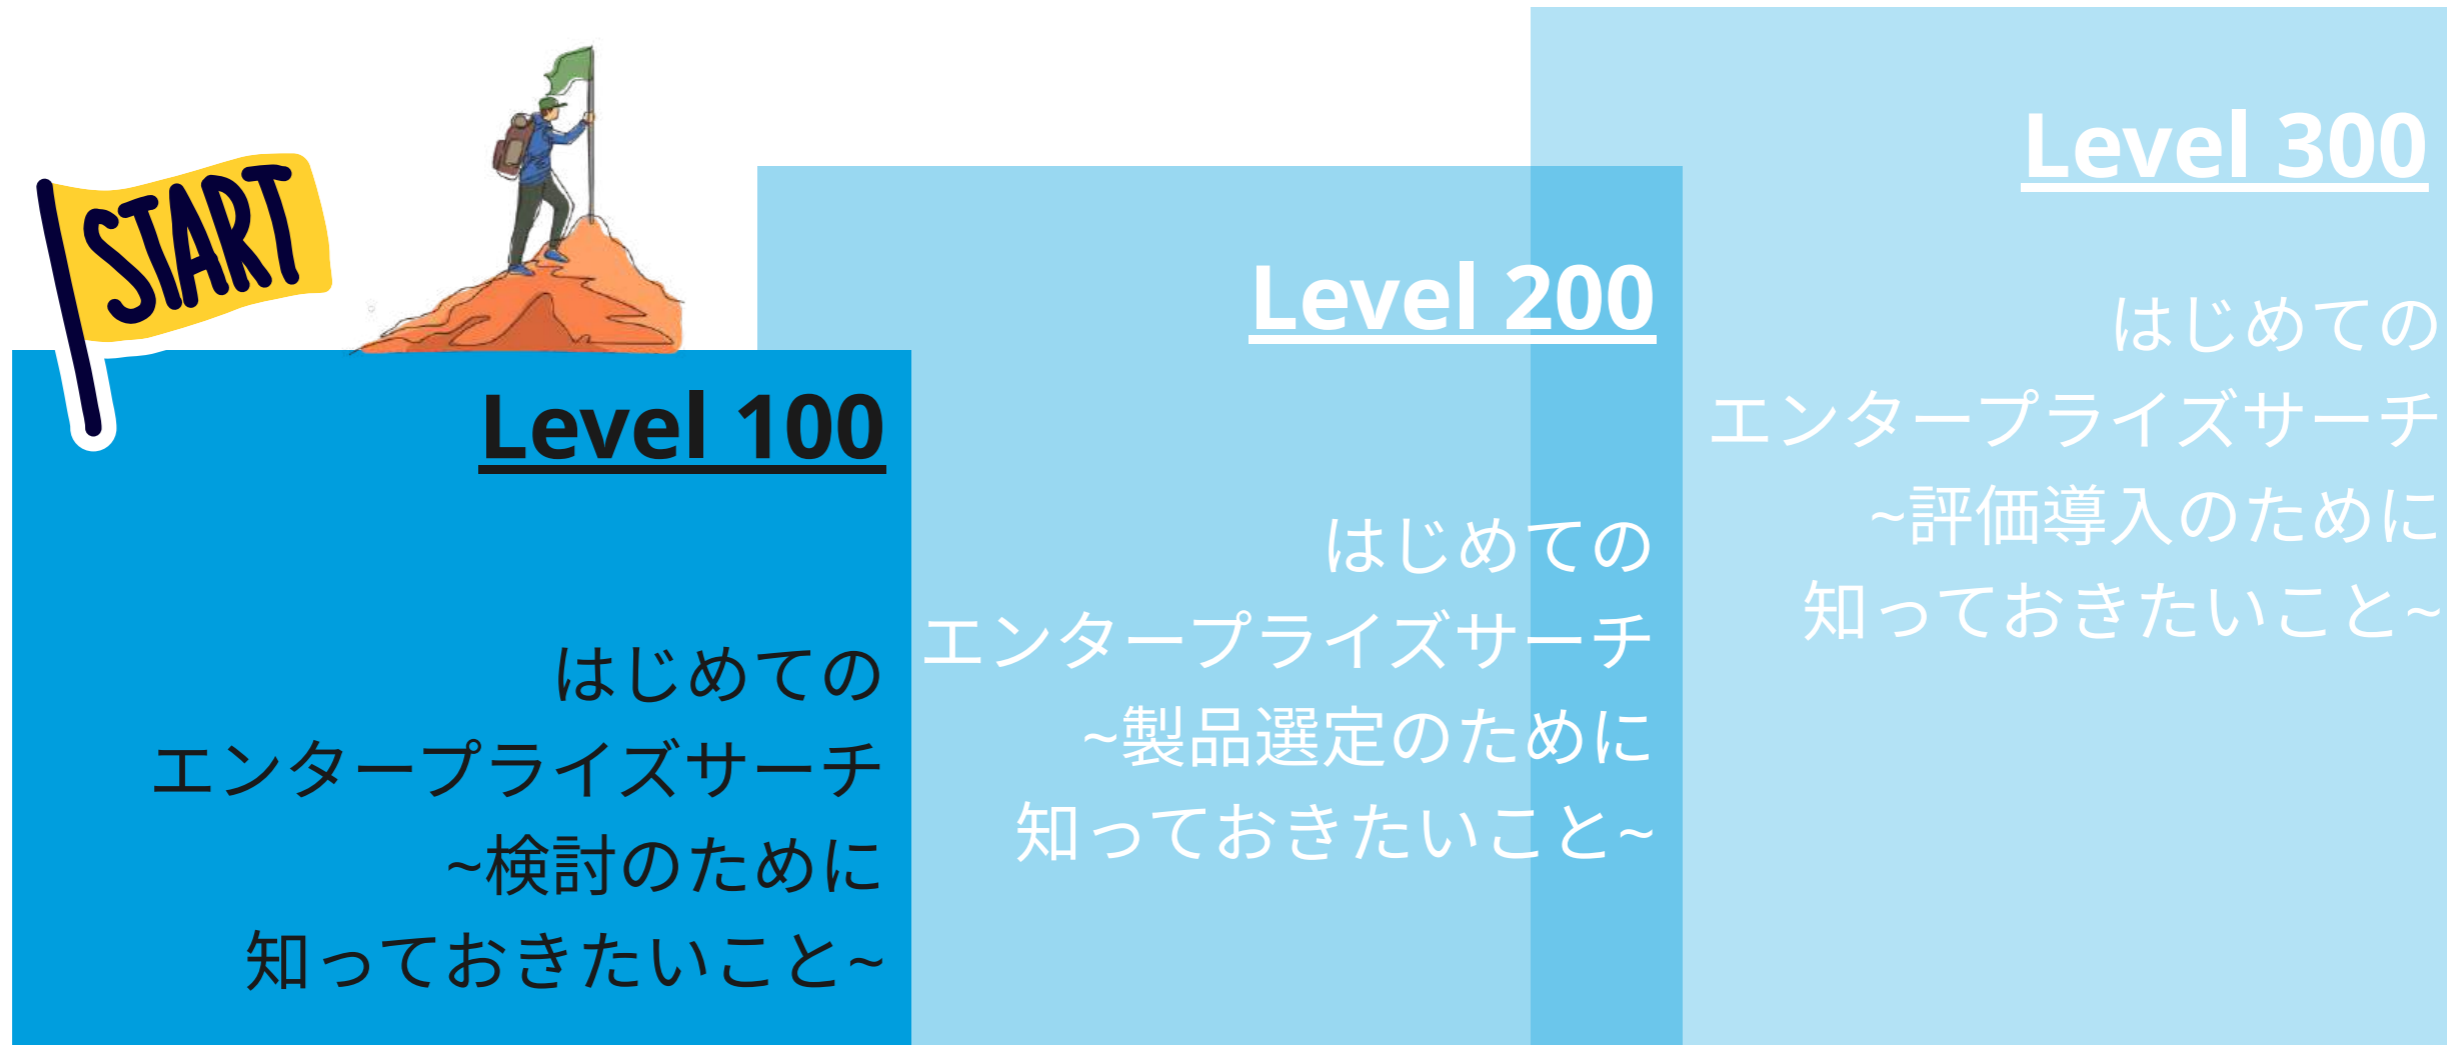 START
Level 100
はじめての
エンタープライズサーチ
~検討のために
知っておきたいこと~
Level 200
はじめての
エンタープライズサーチ
~製品選定のために
知っておきたいこと~
Level 300
はじめての
エンタープライズサーチ
~評価導入のために
知っておきたいこと~